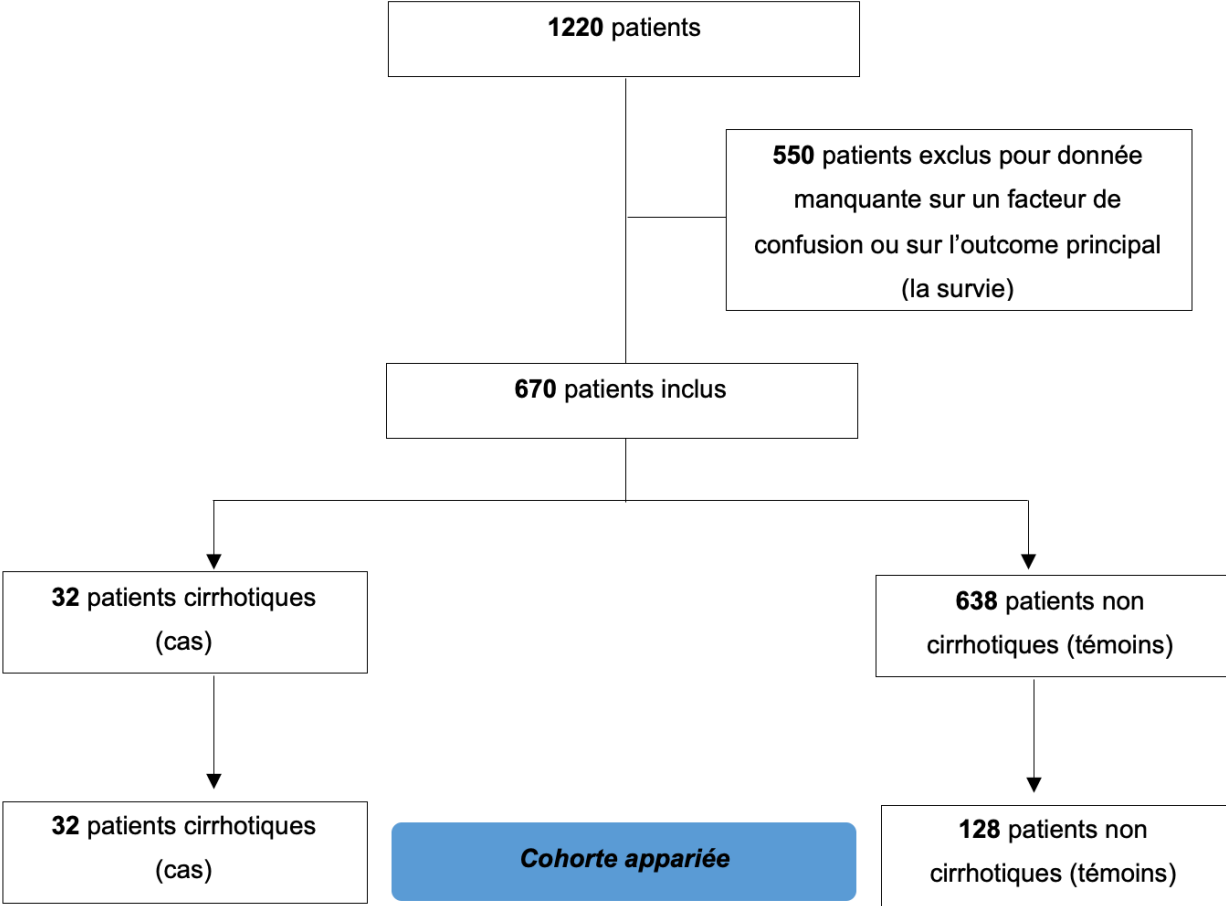 1220 patients
550 patients exclus pour donnée
manquante sur un facteur de
confusion ou sur l’outcome principal
(la survie)
670 patients inclus
32 patients cirrhotiques
(cas)
638 patients non
cirrhotiques (témoins)
32 patients cirrhotiques
(cas)
Cohorte appariée
128 patients non
cirrhotiques (témoins)